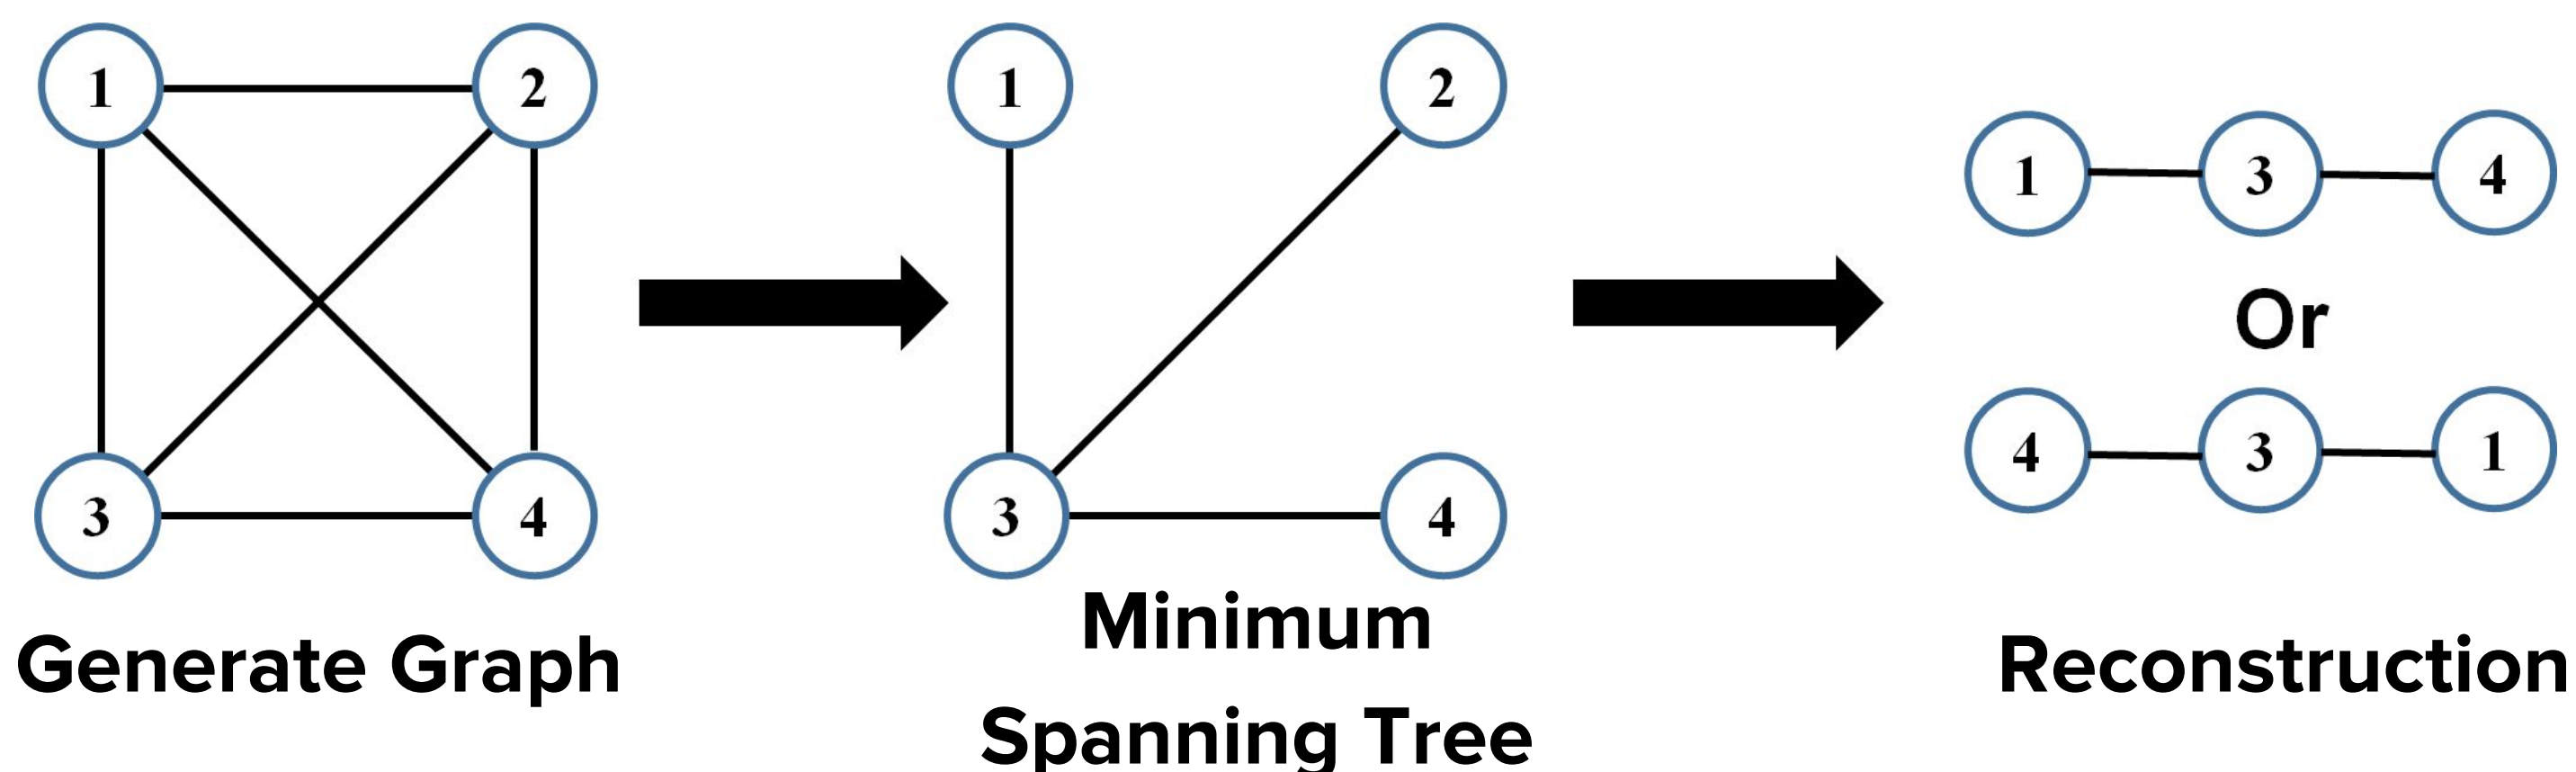 1
2
3
4
Generate Graph
1
2
3
4
Minimum
Spanning Tree
1
3
4
Or
4
3
1
Reconstruction